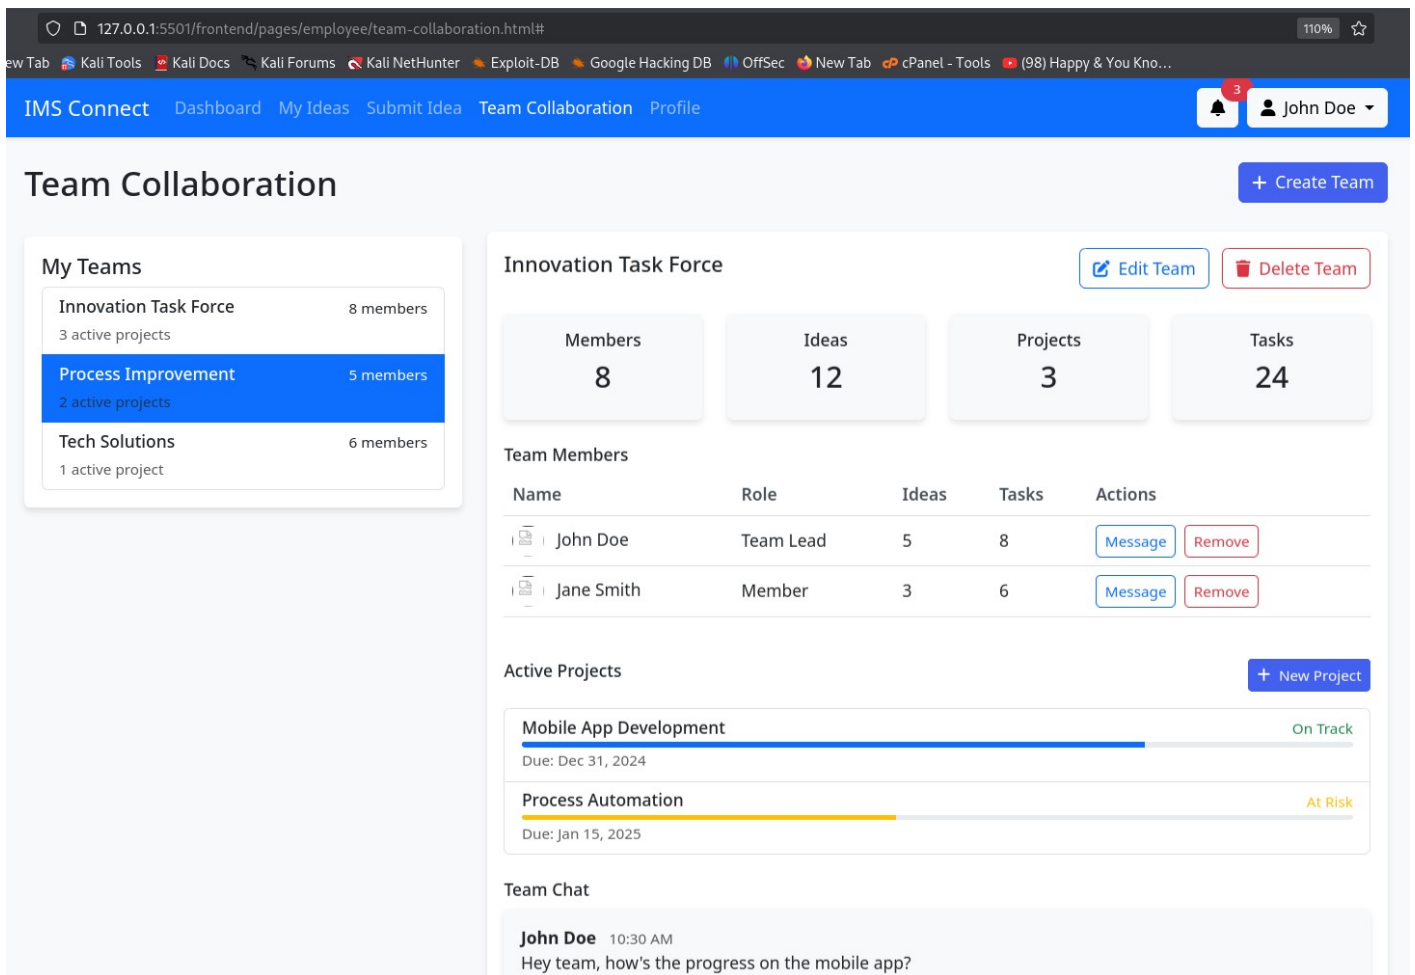 127.0.0.1:5501/frontend/pages/employee/team-collaboration.html#
110%
ew Tab Kali Tools Kali Docs Kali Forums Kali NetHunter Exploit-DB Google Hacking DB OffSec New Tab cPanel - Tools (98) Happy & You Kno...
IMS Connect Dashboard My Ideas Submit Idea Team Collaboration Profile
3
John Doe
Team Collaboration
+ Create Team
My Teams
Innovation Task Force 8 members
3 active projects
Process Improvement 5 members
2 active projects
Tech Solutions 6 members
1 active project
Innovation Task Force
Edit Team
Delete Team
Members Ideas Projects Tasks
8 12 3 24
Team Members
Name Role Ideas Tasks Actions
John Doe Team Lead 5 8 Message Remove
Jane Smith Member 3 6 Message Remove
Active Projects
+ New Project
Mobile App Development On Track
Due: Dec 31, 2024
Process Automation At Risk
Due: Jan 15, 2025
Team Chat
John Doe 10:30 AM
Hey team, how's the progress on the mobile app?